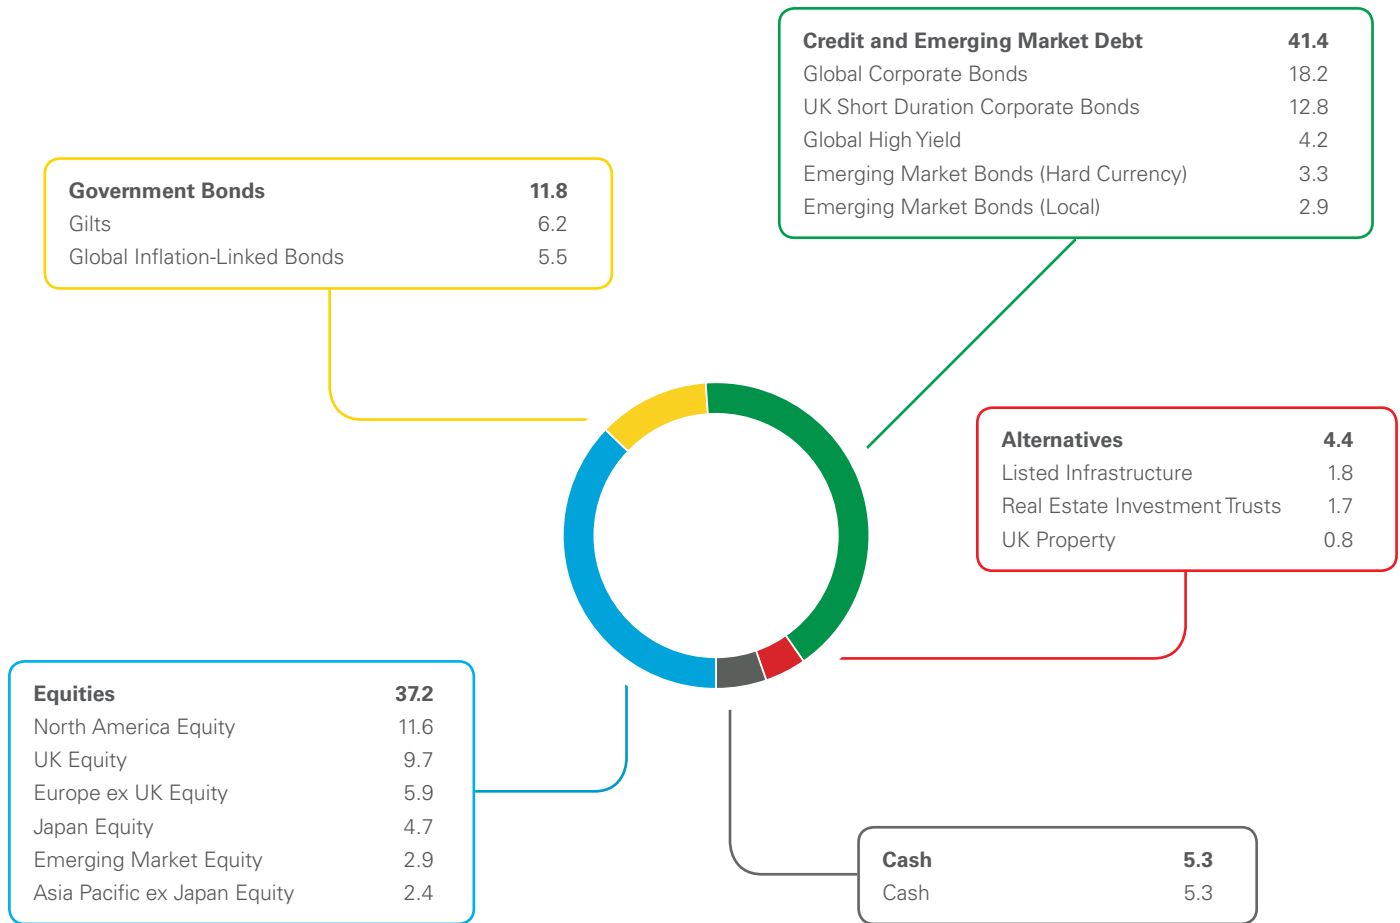 Credit and Emerging Market Debt 41.4
Global Corporate Bonds 18.2
UK Short Duration Corporate Bonds 12.8
Global High Yield 4.2
Emerging Market Bonds (Hard Currency) 3.3
Emerging Market Bonds (Local) 2.9
Government Bonds 11.8
Gilts 6.2
Global Inflation-Linked Bonds 5.5
Alternatives 4.4
Listed Infrastructure 1.8
Real Estate Investment Trusts 1.7
UK Property 0.8
Equities 37.2
North America Equity 11.6
UK Equity 9.7
Europe ex UK Equity 5.9
Japan Equity 4.7
Emerging Market Equity 2.9
Asia Pacific ex Japan Equity 2.4
Cash 5.3
Cash 5.3